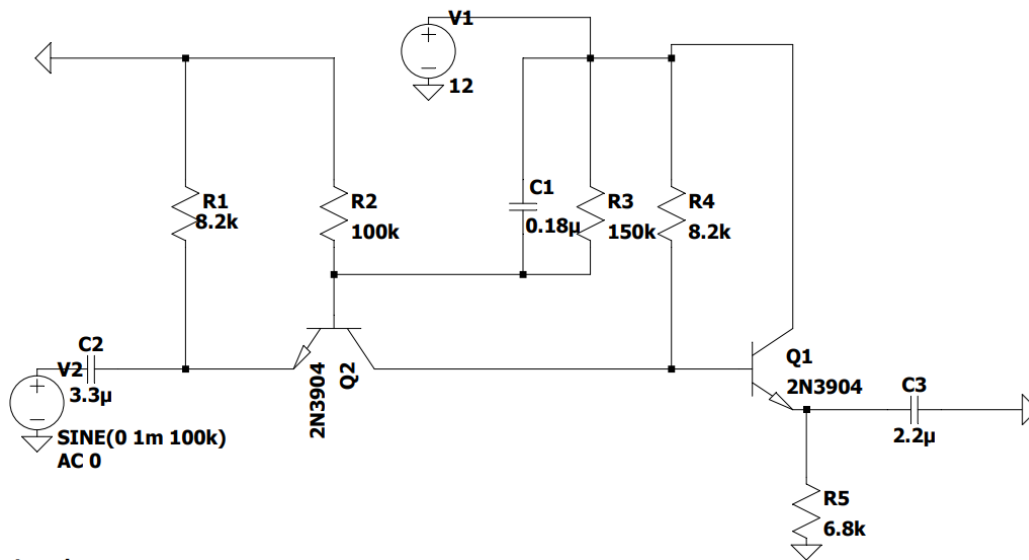 V1
12
R1
8.2k
R2
100k
C1
0.18µ
R3
150k
R4
8.2k
C2
3.3µ
V2
SINE(0 1m 100k)
AC 0
2N3904
Q2
Q1
2N3904
C3
2.2µ
R5
6.8k